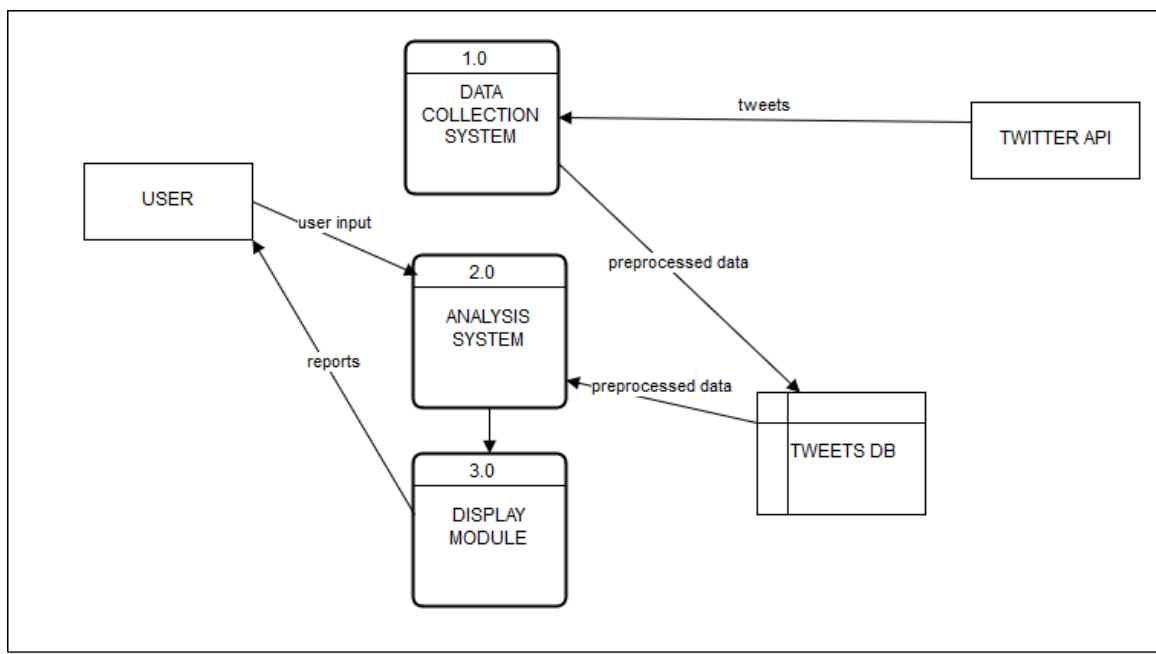 1.0
DATA
COLLECTION
SYSTEM
tweets
TWITTER API
USER
user input
preprocessed data
2.0
ANALYSIS
SYSTEM
reports
preprocessed data
TWEETS DB
3.0
DISPLAY
MODULE